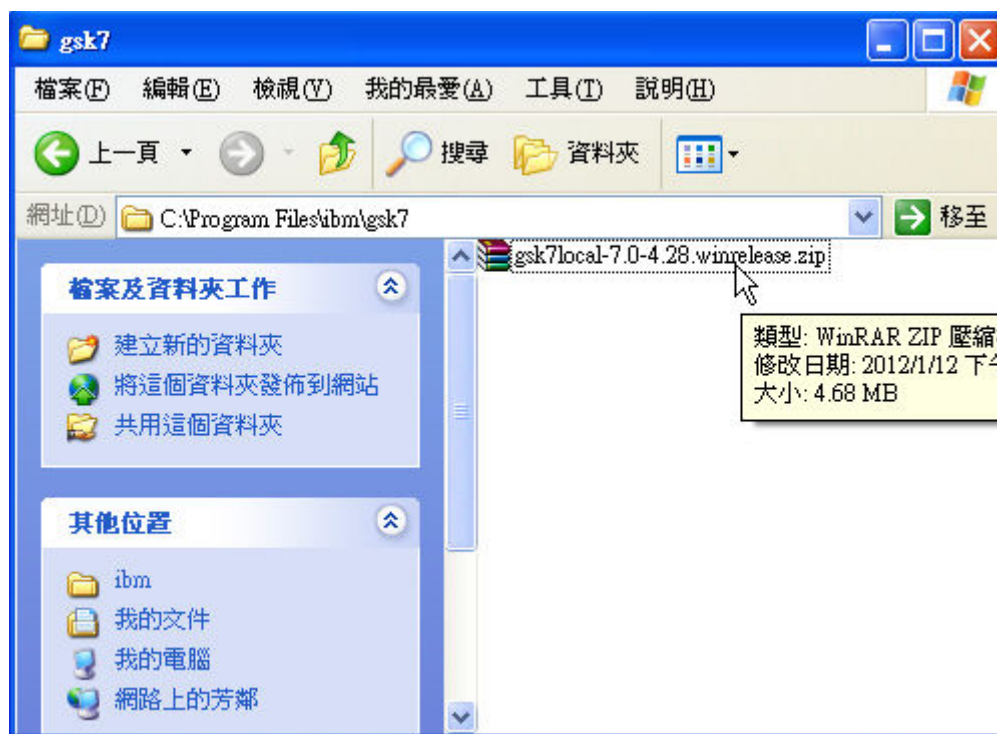 gsk7
檔案(F) 編輯(E) 檢視(V) 我的最愛(A) 工具(T) 說明(H)
上一頁 搜尋 資料夾
網址(D) C:\Program Files\ibm\gsk7 移至
檔案及資料夾工作
建立新的資料夾
將這個資料夾發佈到網站
共用這個資料夾
其他位置
ibm
我的文件
我的電腦
網路上的芳鄰
gsk7local-7.0-4.28.winrelease.zip
類型: WinRAR ZIP 壓縮
修改日期: 2012/1/12 下午
大小: 4.68 MB